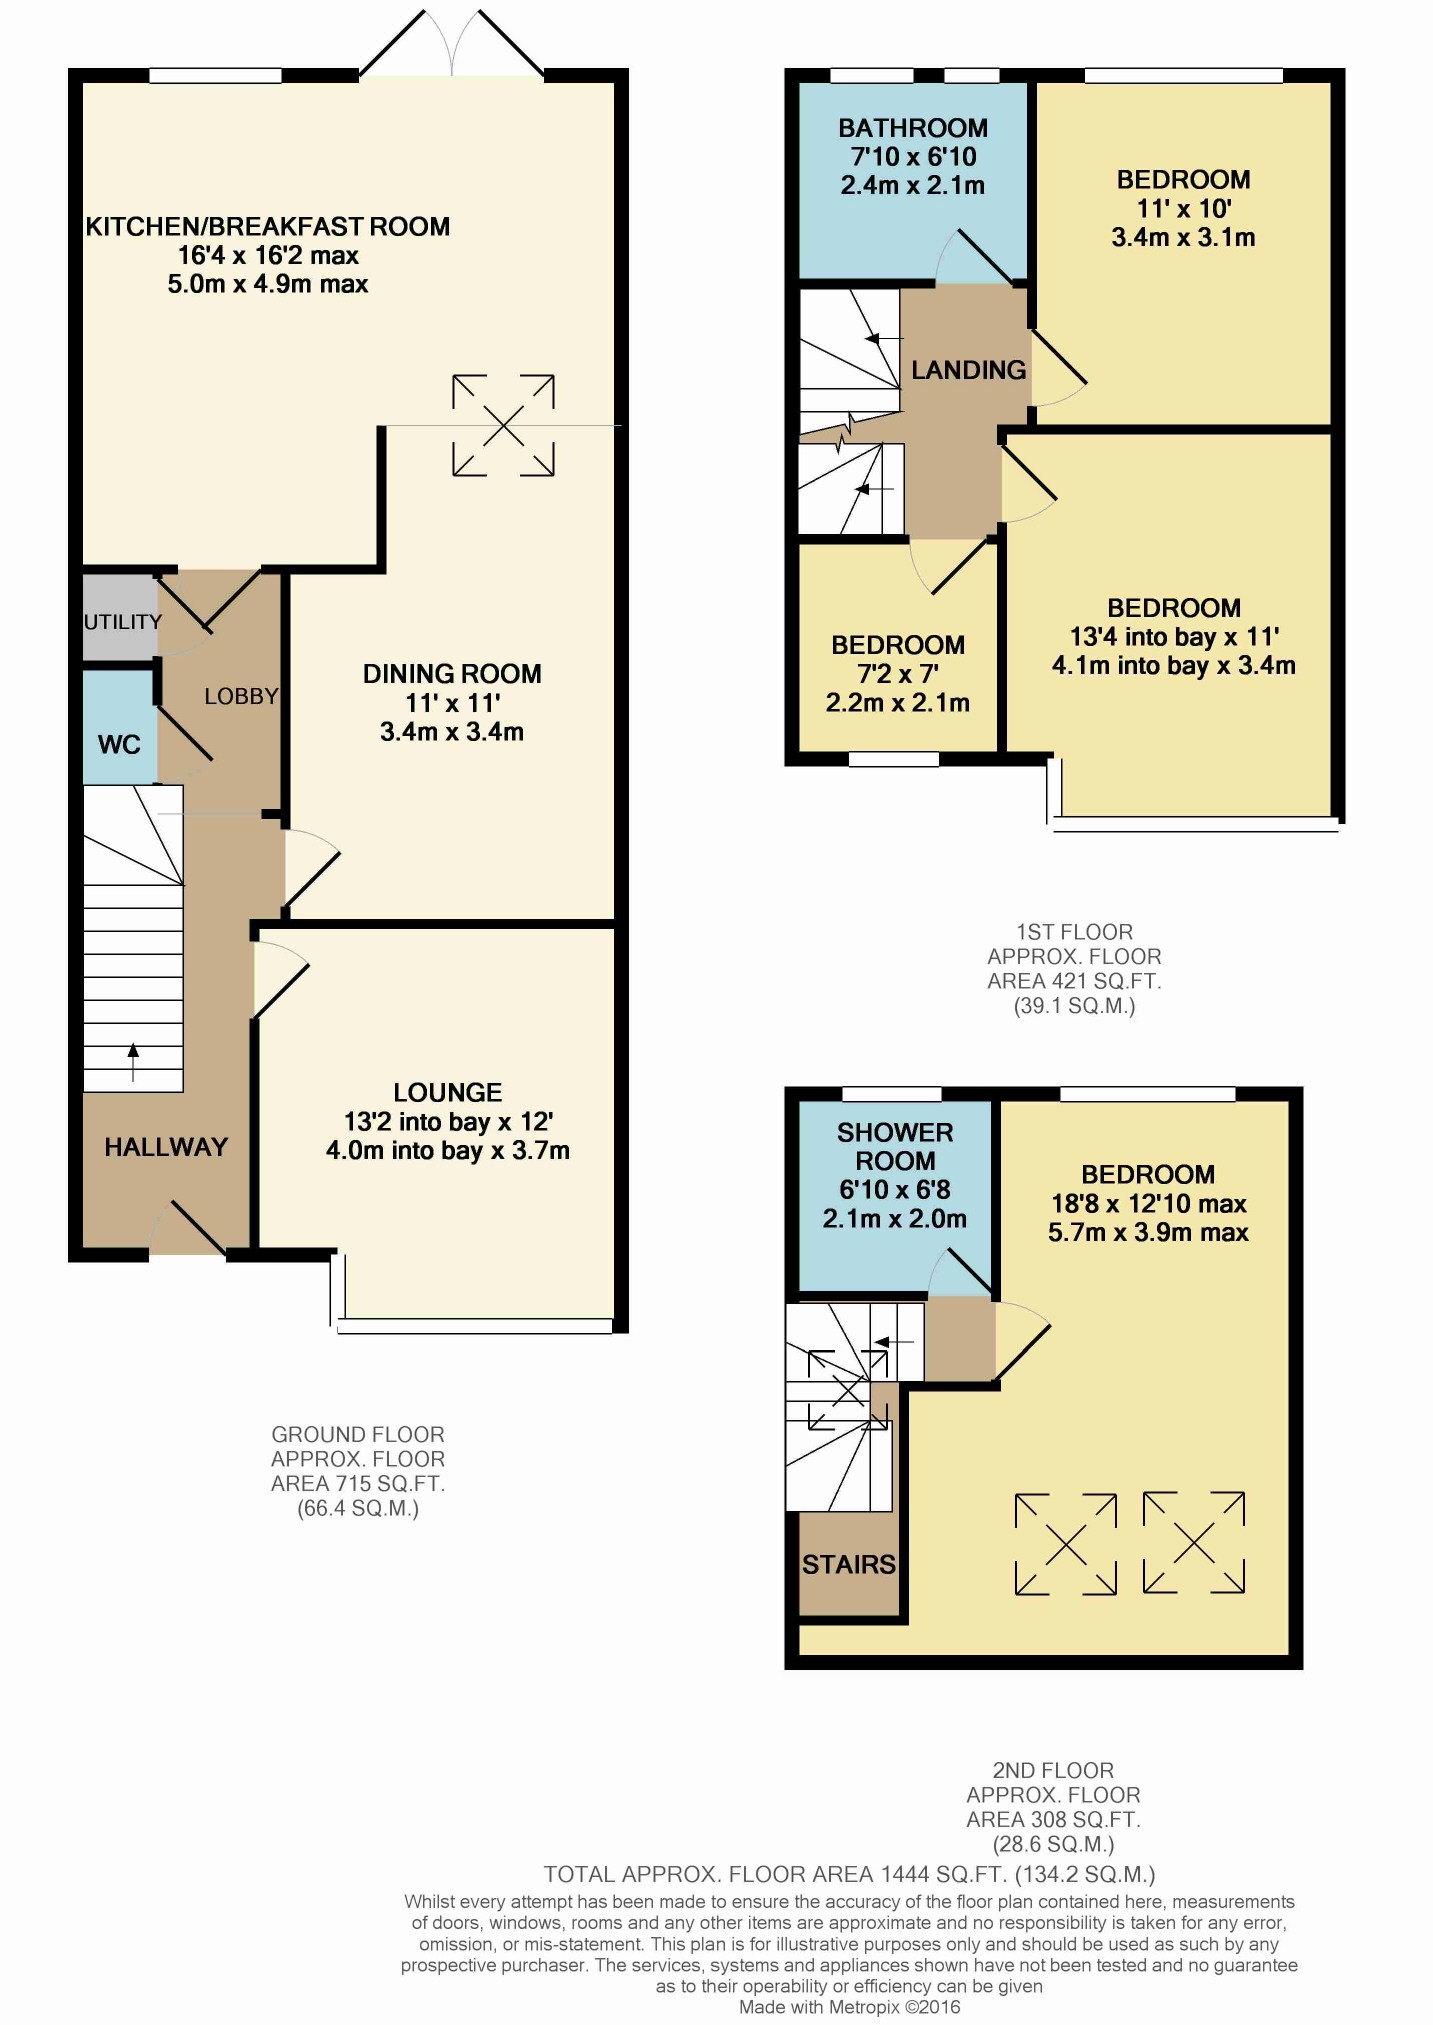 KITCHEN/BREAKFAST ROOM
16'4 x 16'2 max
5.0m x 4.9m max
UTILITY
LOBBY
WC
DINING ROOM
11' x 11'
3.4m x 3.4m
LOUNGE
13'2 into bay x 12'
4.0m into bay x 3.7m
HALLWAY
GROUND FLOOR
APPROX. FLOOR
AREA 715 SQ.FT.
(66.4 SQ.M.)
BATHROOM
7'10 x 6'10
2.4m x 2.1m
BEDROOM
11' x 10'
3.4m x 3.1m
LANDING
BEDROOM
13'4 into bay x 11'
4.1m into bay x 3.4m
BEDROOM
7'2 x 7'
2.2m x 2.1m
1ST FLOOR
APPROX. FLOOR
AREA 421 SQ.FT.
(39.1 SQ.M.)
SHOWER
ROOM
6'10 x 6'8
2.1m x 2.0m
BEDROOM
18'8 x 12'10 max
5.7m x 3.9m max
STAIRS
2ND FLOOR
APPROX. FLOOR
AREA 308 SQ.FT.
(28.6 SQ.M.)
TOTAL APPROX. FLOOR AREA 1444 SQ.FT. (134.2 SQ.M.)
Whilst every attempt has been made to ensure the accuracy of the floor plan contained here, measurements
of doors, windows, rooms and any other items are approximate and no responsibility is taken for any error,
omission, or mis-statement. This plan is for illustrative purposes only and should be used as such by any
prospective purchaser. The services, systems and appliances shown have not been tested and no guarantee
as to their operability or efficiency can be given
Made with Metropix ©2016